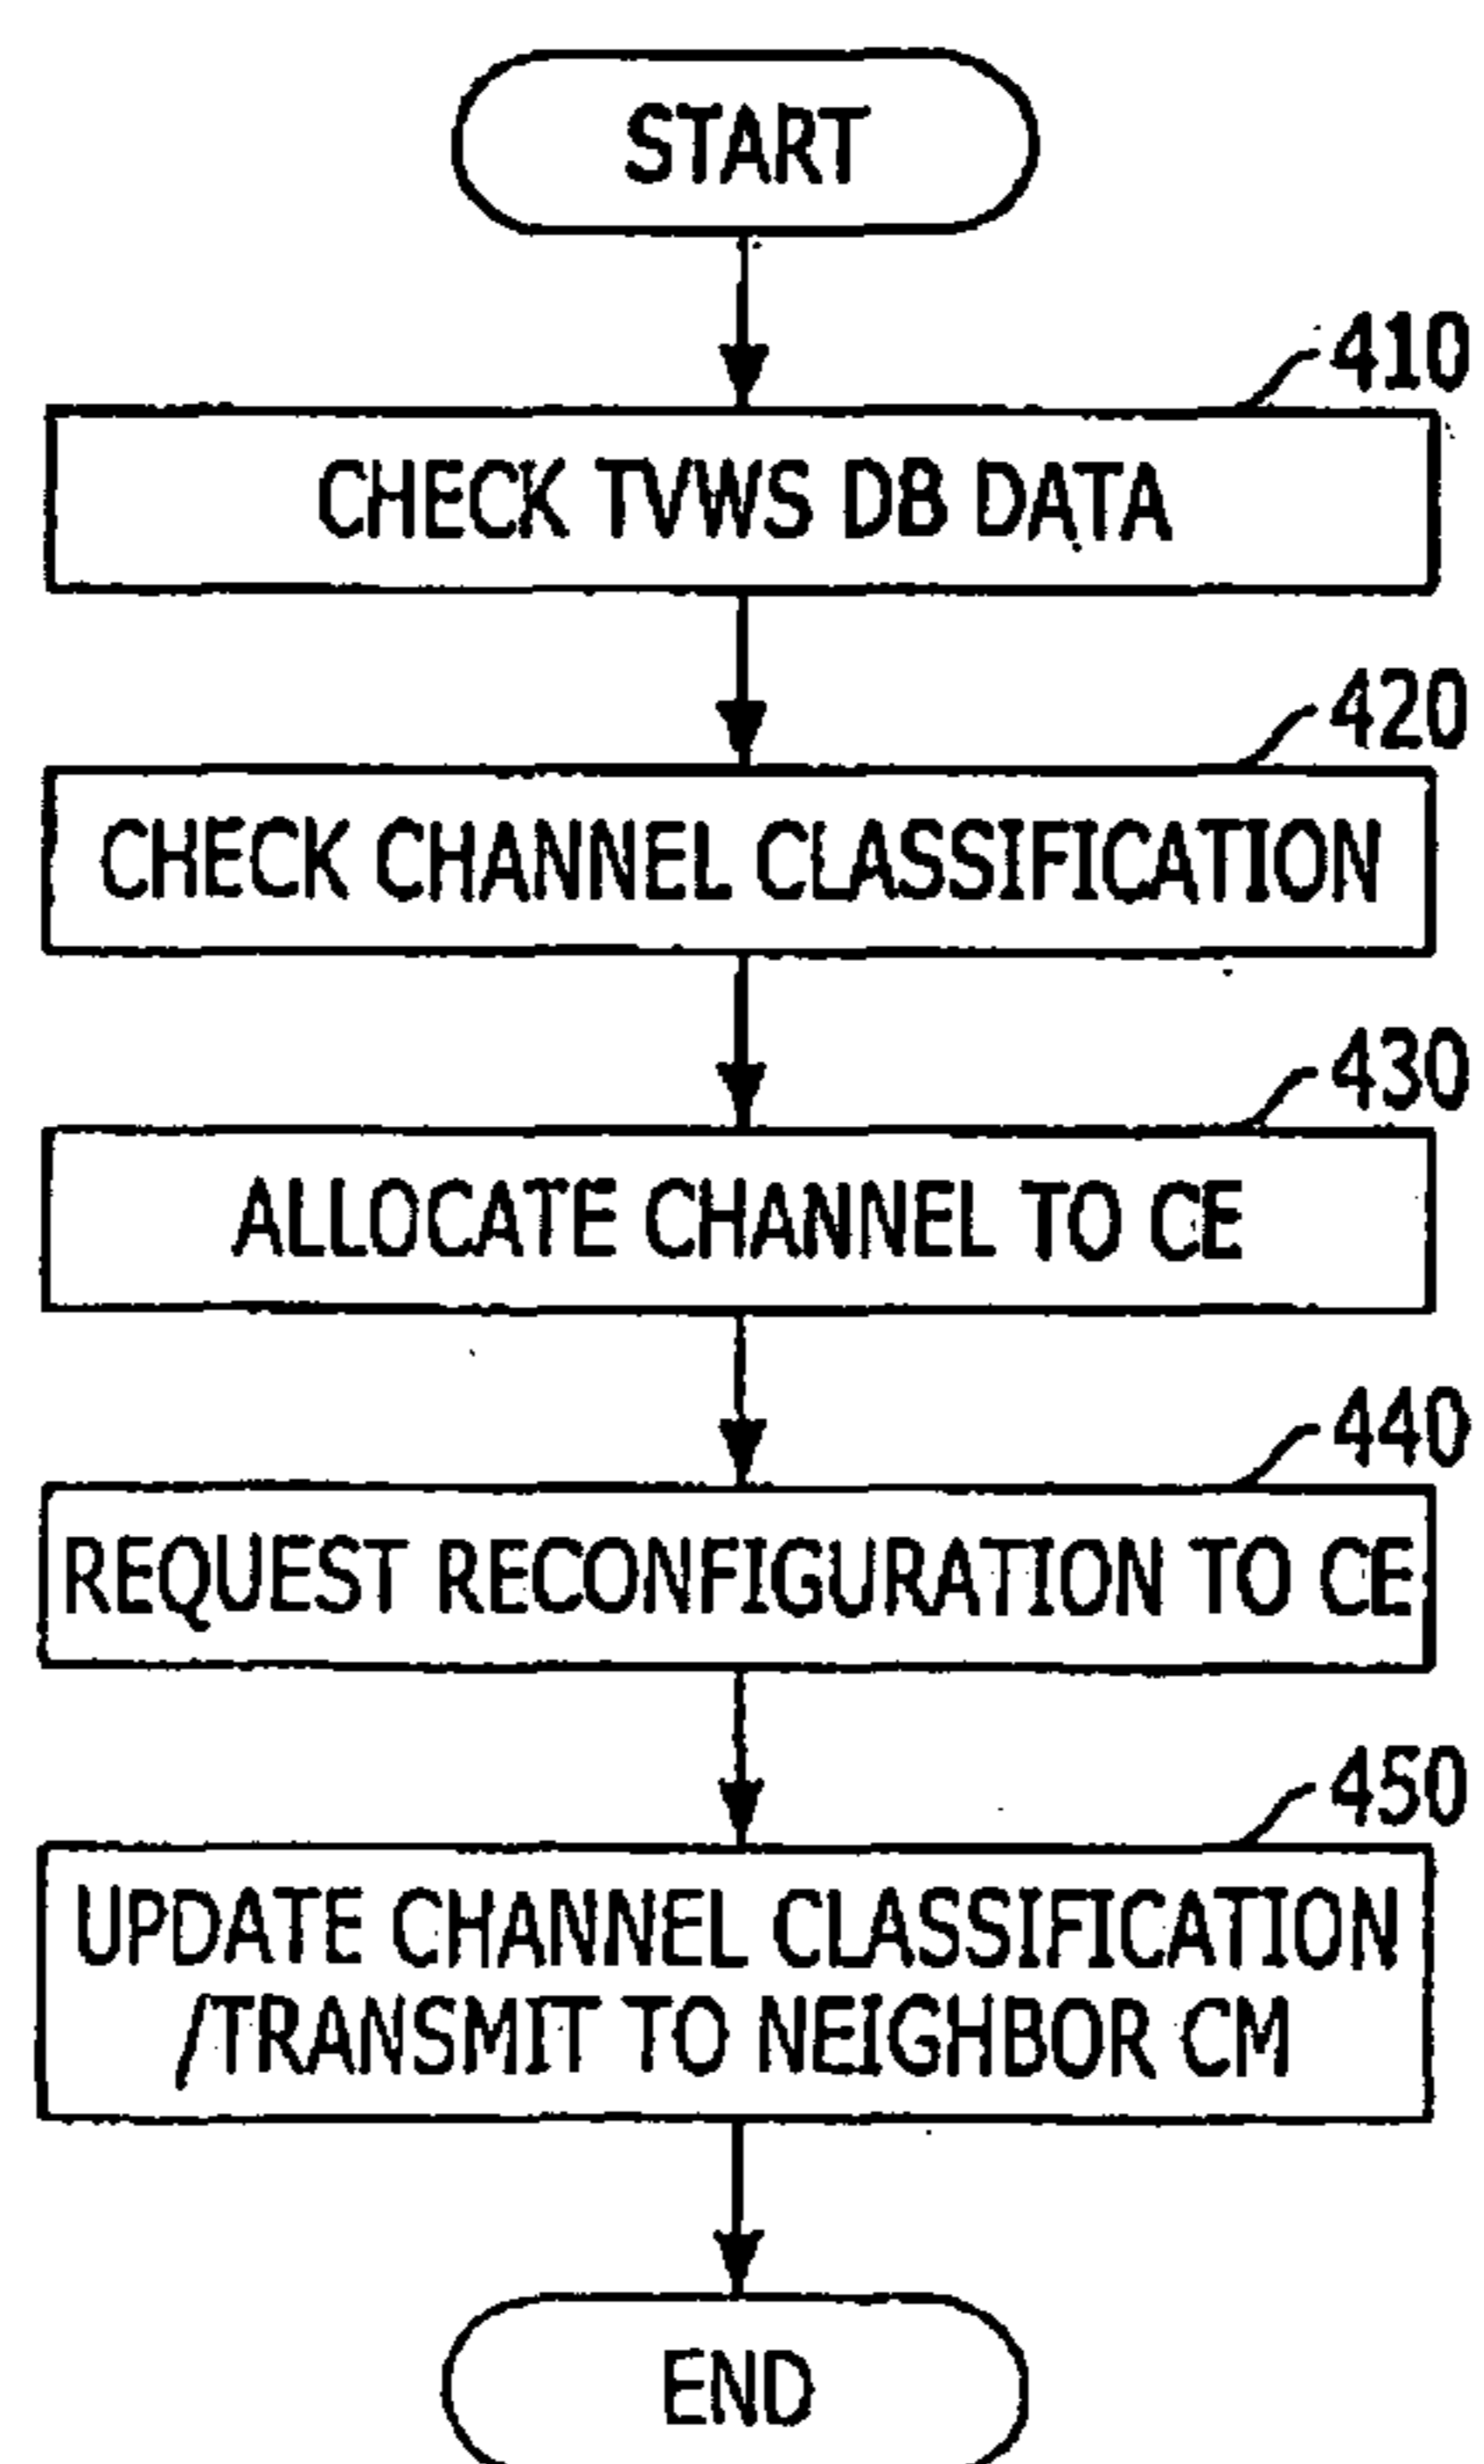 START
410
CHECK TVWS DB DATA
420
CHECK CHANNEL CLASSIFICATION
430
ALLOCATE CHANNEL TO CE
440
REQUEST RECONFIGURATION TO CE
450
UPDATE CHANNEL CLASSIFICATION
/TRANSMIT TO NEIGHBOR CM
END